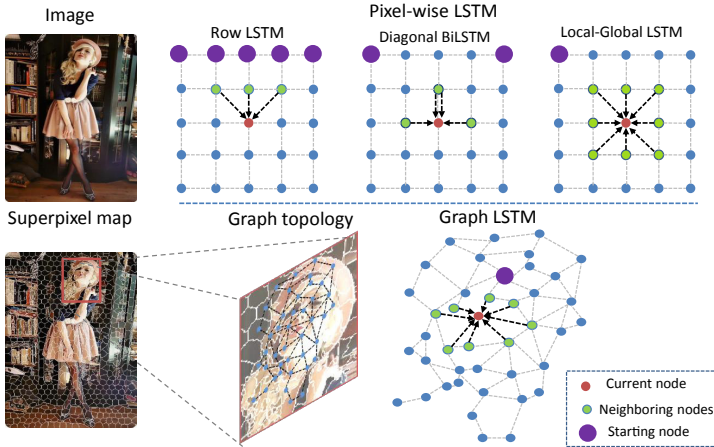 Image
Pixel-wise LSTM
Row LSTM
Diagonal BiLSTM
Local-Global LSTM
Superpixel map
Graph topology
Graph LSTM
Current node
Neighboring nodes
Starting node